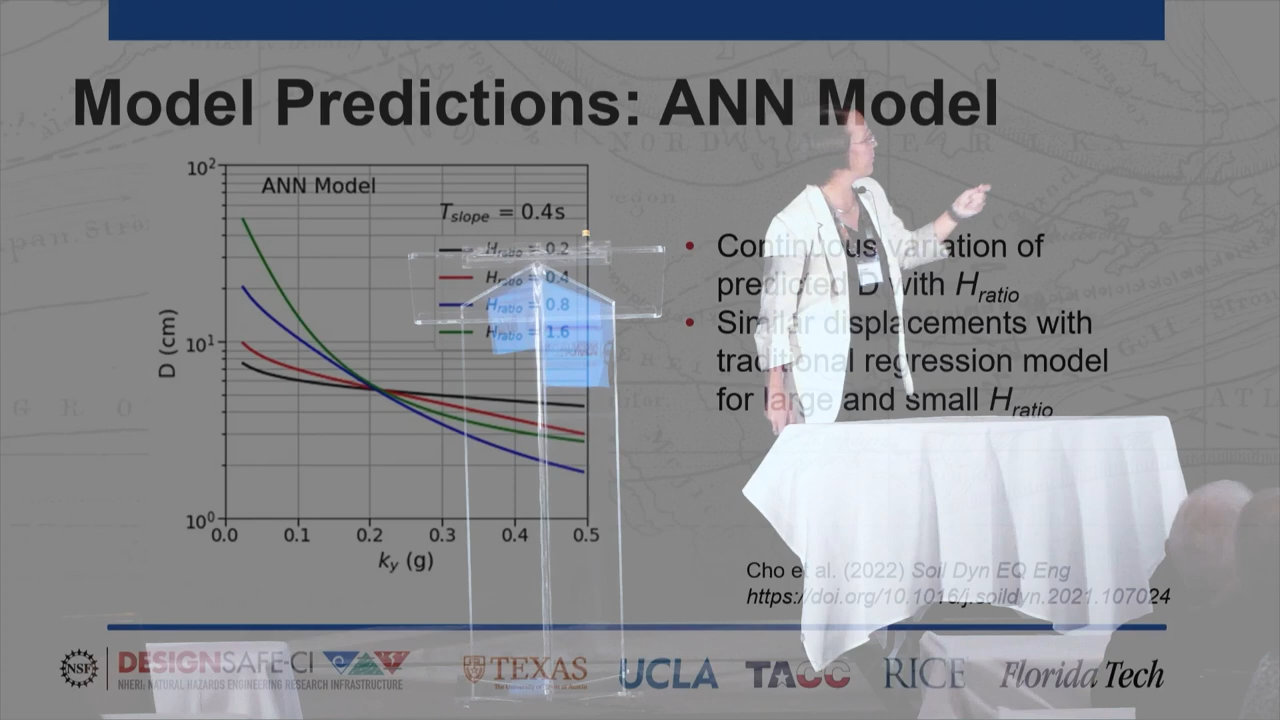 Model Predictions: ANN Model
10²
ANN Model
T_slope = 0.4s
H_ratio = 0.2
H_ratio = 0.4
H_ratio = 0.8
H_ratio = 1.6
D (cm)
10¹
10⁰
0.0 0.1 0.2 0.3 0.4 0.5
k_y (g)
• Continuous variation of
predicted D with H_ratio
• Similar displacements with
traditional regression model
for large and small H_ratio
Cho et al. (2022) Soil Dyn EQ Eng
https://doi.org/10.1016/j.soildyn.2021.107024
NSF
DESIGNSAFE-CI
NHERI: NATURAL HAZARDS ENGINEERING RESEARCH INFRASTRUCTURE
TEXAS
The University of Texas at Austin
UCLA
TACC
RICE
Florida Tech